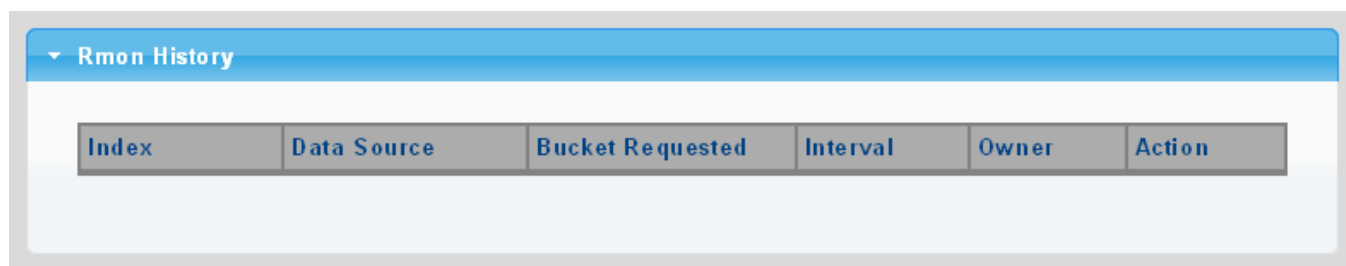 Rmon History
Index Data Source Bucket Requested Interval Owner Action